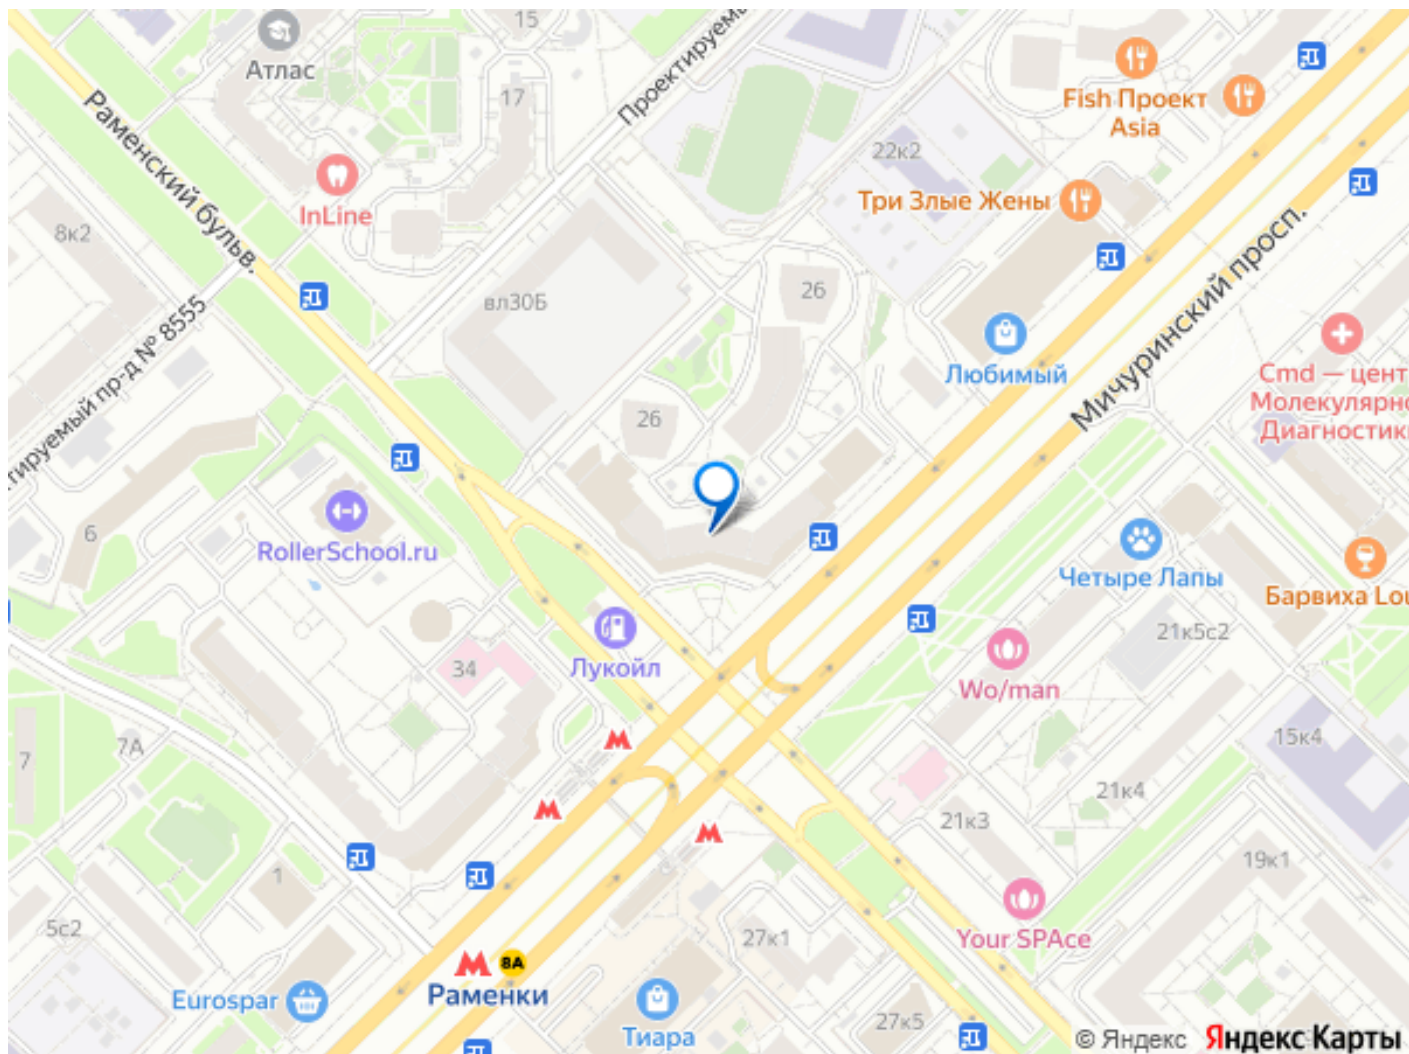 15
Атлас
Проектируемы
17
Fish Проект
Asia
Раменский бульв.
22к2
InLine
Три Злые Жены
8к2
Мичуринский просп.
26
вл30Б
тируемый пр-д № 8555
Любимый
Cmd — цент
Молекулярно
Диагностики
26
6
RollerSchool.ru
Четыре Лапы
Барвиха Lou
21к5с2
34
Лукойл
Wo/man
7
7А
15к4
21к4
21к3
19к1
1
5с2
27к1
Your SPAce
8А
Раменки
Eurospar
Тиара
27к5
© Яндекс Яндекс Карты